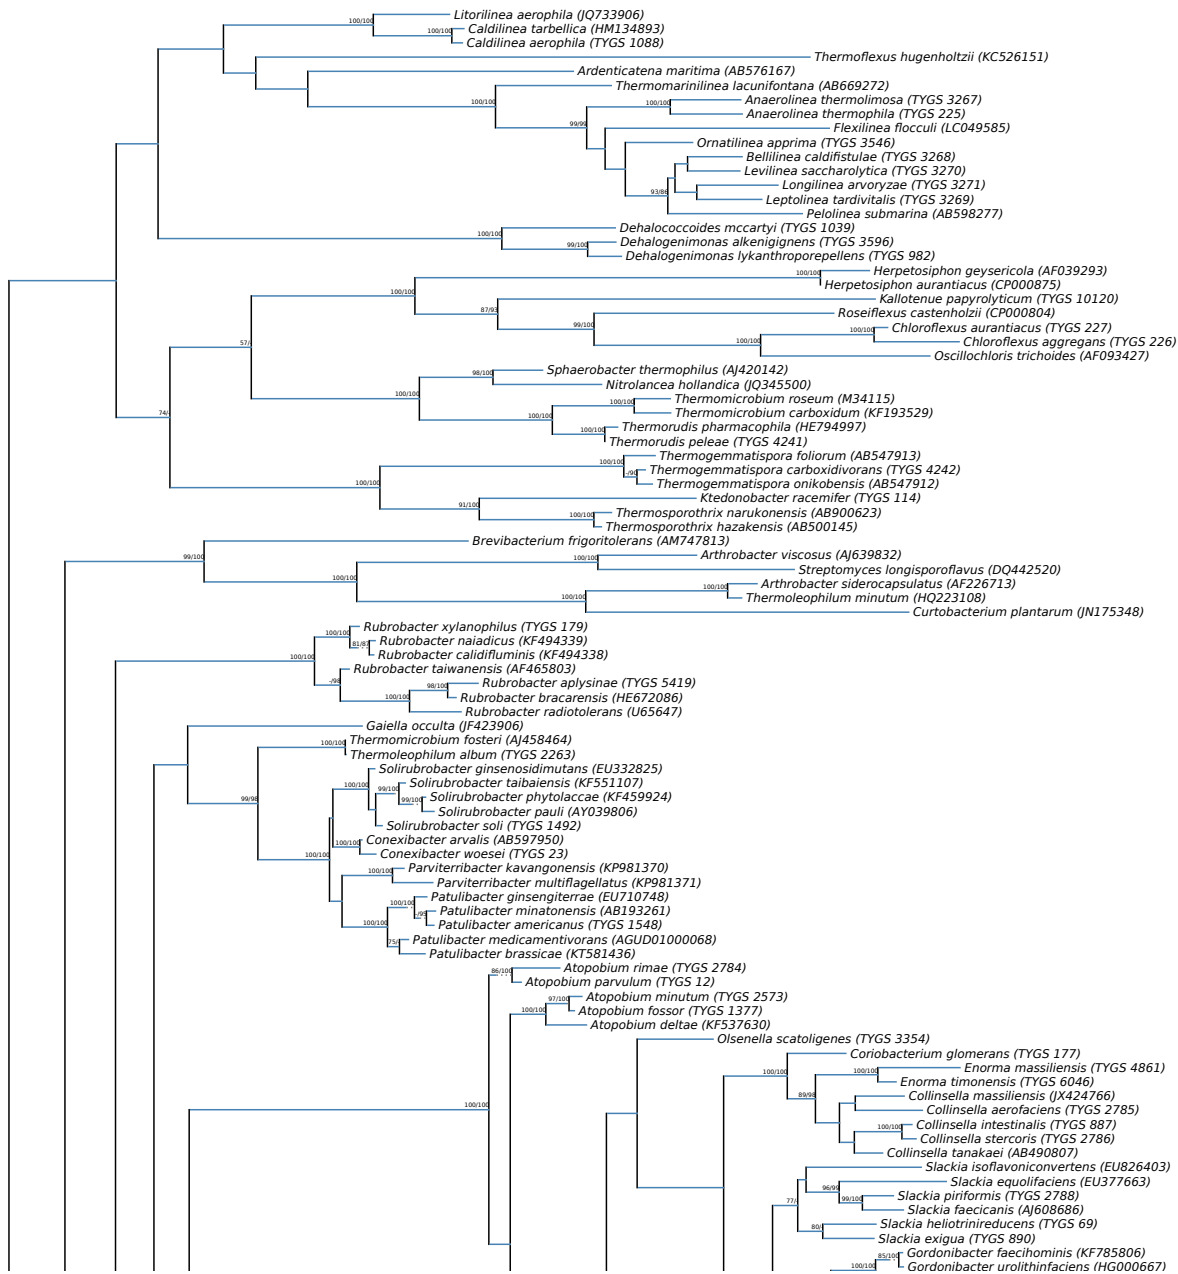 Litorilinea aerophila (JQ733906)
100/100
Caldilinea tarbellica (HM134893)
100/100
Caldilinea aerophila (TYGS 1088)
Thermoflexus hugenholtzii (KC526151)
Ardenticatena maritima (AB576167)
Thermomarinilinea lacunifontana (AB669272)
100/100
Anaerolinea thermolimosa (TYGS 3267)
100/100
Anaerolinea thermophila (TYGS 225)
99/99
Flexilinea flocculi (LC049585)
Ornatilinea apprima (TYGS 3546)
Bellilinea caldifistulae (TYGS 3268)
Levilinea saccharolytica (TYGS 3270)
Longilinea arvoryzae (TYGS 3271)
93/86
Leptolinea tardivitalis (TYGS 3269)
Pelolinea submarina (AB598277)
Dehalococcoides mccartyi (TYGS 1039)
100/100
Dehalogenimonas alkenigignens (TYGS 3596)
99/100
Dehalogenimonas lykanthroporepellens (TYGS 982)
Herpetosiphon geysericola (AF039293)
100/100
Herpetosiphon aurantiacus (CP000875)
100/100
Kallotenue papyrolyticum (TYGS 10120)
87/93
Roseiflexus castenholzii (CP000804)
99/100
Chloroflexus aurantiacus (TYGS 227)
100/100
Chloroflexus aggregans (TYGS 226)
57/-
100/100
Oscillochloris trichoides (AF093427)
Sphaerobacter thermophilus (AJ420142)
98/100
Nitrolancea hollandica (JQ345500)
100/100
Thermomicrobium roseum (M34115)
100/100
Thermomicrobium carboxidum (KF193529)
74/-
100/100
Thermorudis pharmacophila (HE794997)
100/100
Thermorudis peleae (TYGS 4241)
Thermogemmatispora foliorum (AB547913)
100/100
Thermogemmatispora carboxidivorans (TYGS 4242)
-/90
Thermogemmatispora onikobensis (AB547912)
100/100
Ktedonobacter racemifer (TYGS 114)
91/100
Thermosporothrix narukonensis (AB900623)
100/100
Thermosporothrix hazakensis (AB500145)
Brevibacterium frigoritolerans (AM747813)
99/100
Arthrobacter viscosus (AJ639832)
100/100
Streptomyces longisporoflavus (DQ442520)
100/100
Arthrobacter siderocapsulatus (AF226713)
100/100
Thermoleophilum minutum (HQ223108)
100/100
Curtobacterium plantarum (JN175348)
Rubrobacter xylanophilus (TYGS 179)
100/100
Rubrobacter naiadicus (KF494339)
81/87
Rubrobacter calidifluminis (KF494338)
100/100
Rubrobacter taiwanensis (AF465803)
-/98
Rubrobacter aplysinae (TYGS 5419)
98/100
Rubrobacter bracarensis (HE672086)
100/100
Rubrobacter radiotolerans (U65647)
Gaiella occulta (JF423906)
Thermomicrobium fosteri (AJ458464)
100/100
Thermoleophilum album (TYGS 2263)
Solirubrobacter ginsenosidimutans (EU332825)
100/100
Solirubrobacter taibaiensis (KF551107)
99/100
Solirubrobacter phytolaccae (KF459924)
99/98
99/100
Solirubrobacter pauli (AY039806)
Solirubrobacter soli (TYGS 1492)
Conexibacter arvalis (AB597950)
100/100
Conexibacter woesei (TYGS 23)
100/100
Parviterribacter kavangonensis (KP981370)
100/100
Parviterribacter multiflagellatus (KP981371)
Patulibacter ginsengiterrae (EU710748)
100/100
Patulibacter minatonensis (AB193261)
-/95
Patulibacter americanus (TYGS 1548)
100/100
Patulibacter medicamentivorans (AGUD01000068)
75/-
Patulibacter brassicae (KT581436)
Atopobium rimae (TYGS 2784)
86/100
Atopobium parvulum (TYGS 12)
Atopobium minutum (TYGS 2573)
97/100
Atopobium fossor (TYGS 1377)
100/100
Atopobium deltae (KF537630)
Olsenella scatoligenes (TYGS 3354)
Coriobacterium glomerans (TYGS 177)
Enorma massiliensis (TYGS 4861)
100/100
100/100
Enorma timonensis (TYGS 6046)
89/98
Collinsella massiliensis (JX424766)
100/100
Collinsella aerofaciens (TYGS 2785)
Collinsella intestinalis (TYGS 887)
100/100
Collinsella stercoris (TYGS 2786)
Collinsella tanakaei (AB490807)
Slackia isoflavoniconvertens (EU826403)
Slackia equolifaciens (EU377663)
96/99
Slackia piriformis (TYGS 2788)
77/-
99/100
Slackia faecicanis (AJ608686)
Slackia heliotrinireducens (TYGS 69)
80/-
Slackia exigua (TYGS 890)
Gordonibacter faecihominis (KF785806)
85/100
Gordonibacter urolithinfaciens (HG000667)
100/100